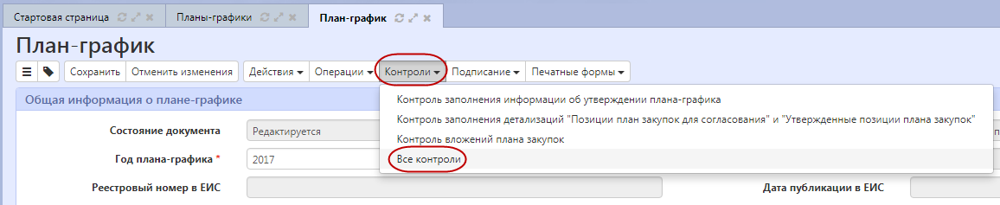 Стартовая страница Планы-графики План-график
План-график
Сохранить Отменить изменения Действия Операции Контроли Подписание Печатные формы
Общая информация о плане-графике
Контроль заполнения информации об утверждении плана-графика
Контроль заполнения детализаций "Позиции план закупок для согласования" и "Утвержденные позиции плана закупок"
Контроль вложений плана закупок
Все контроли
Состояние документа Редактируется
Год плана-графика * 2017
Реестровый номер в ЕИС Дата публикации в ЕИС